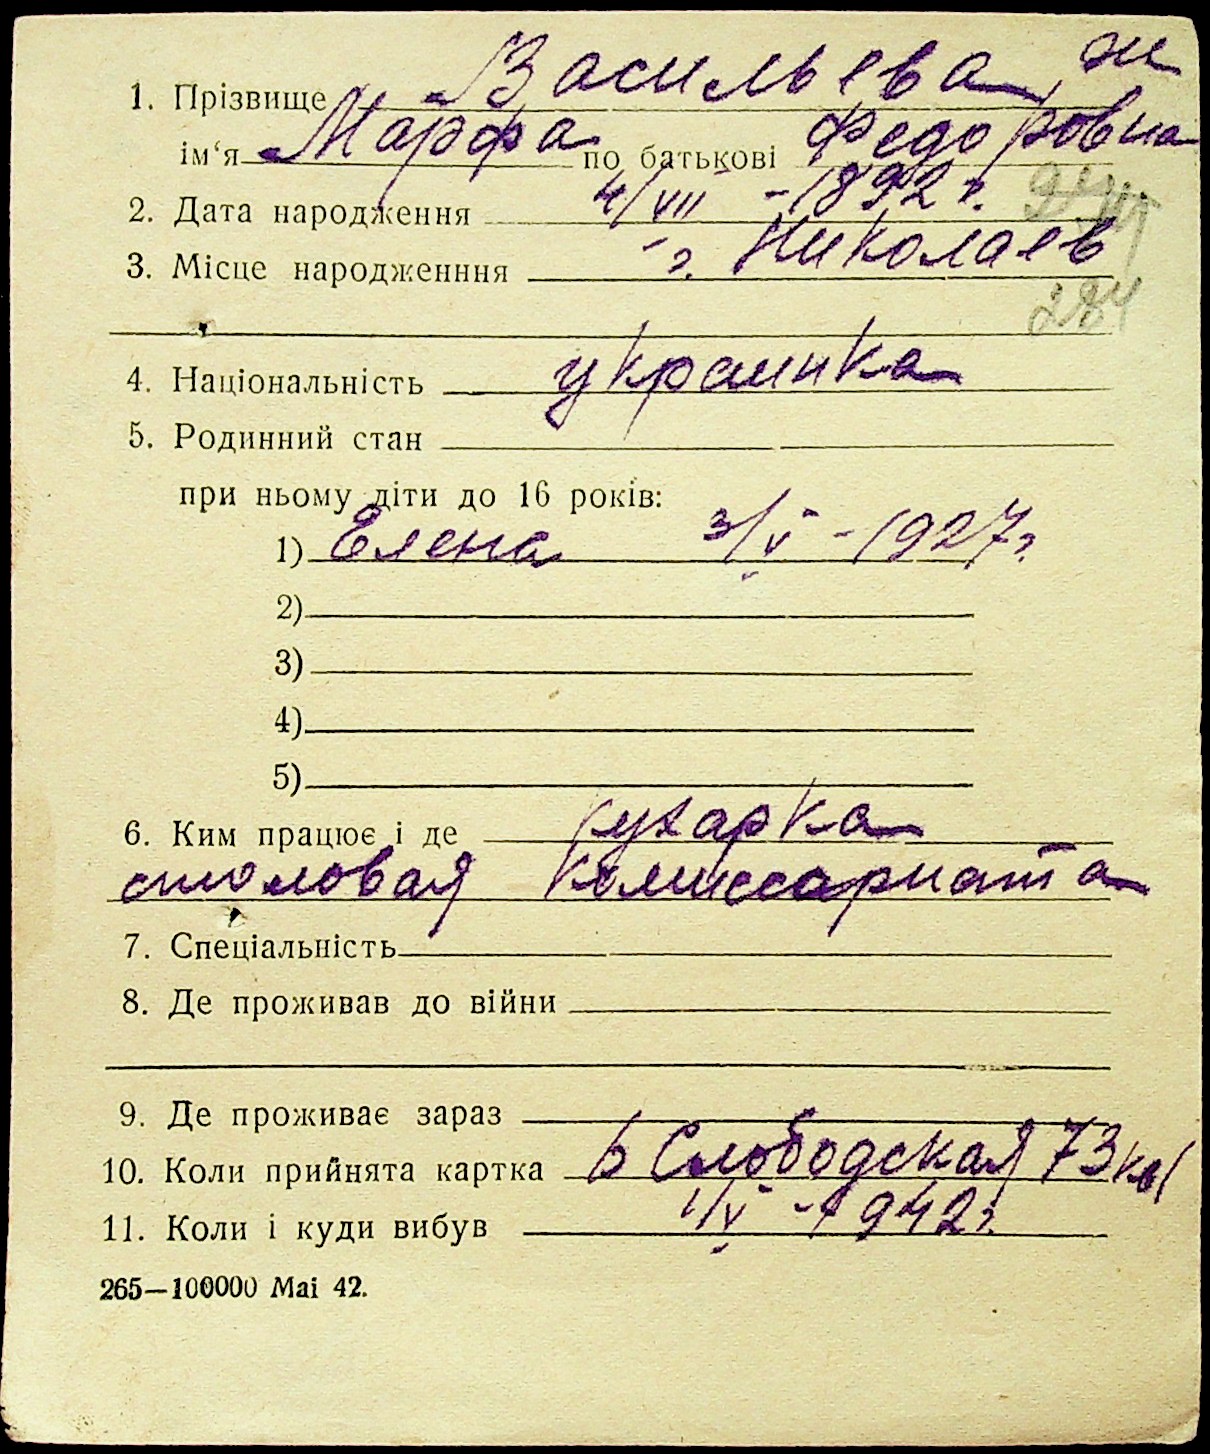 1. Прізвище Васильева, ж
ім‘я Марфа по батькові Федоровна
2. Дата народження 4/VII - 1892 г.
3. Місце народженння г. Николаев
284
4. Національність украинка
5. Родинний стан
при ньому діти до 16 років:
1) Елена 3/V - 1927 г.
2)
3)
4)
5)
6. Ким працює і де кухарка
столовая комиссариата
7. Спеціальність
8. Де проживав до війни
9. Де проживає зараз
10. Коли прийнята картка 6 Слободская 73 кв 1
11. Коли і куди вибув 1/V - 1942 г.
265—100000 Mai 42.